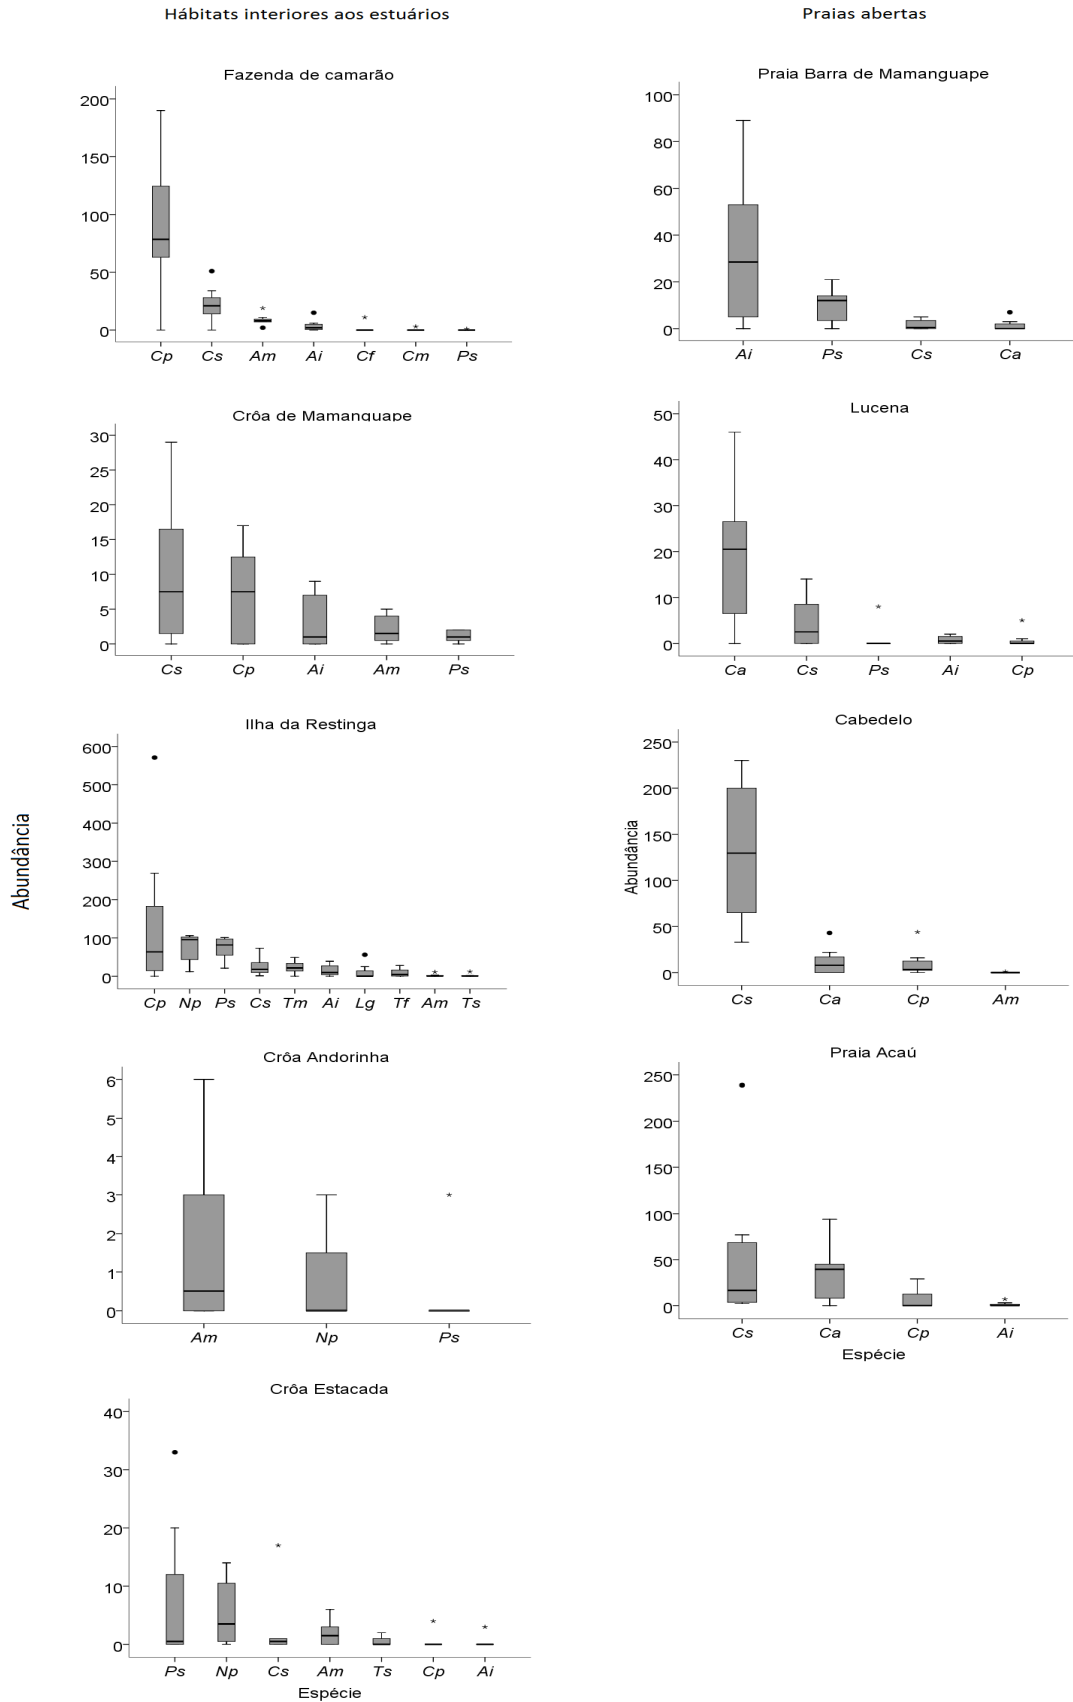 Hábitats interiores aos estuários
Praias abertas
Fazenda de camarão
200
150
100
50
0
Cp Cs Am Ai Cf Cm Ps
Praia Barra de Mamanguape
100
80
60
40
20
0
Ai Ps Cs Ca
Crôa de Mamanguape
30
25
20
15
10
5
0
Cs Cp Ai Am Ps
Lucena
50
40
30
20
10
0
Ca Cs Ps Ai Cp
Abundância
Ilha da Restinga
600
500
400
300
200
100
0
Cp Np Ps Cs Tm Ai Lg Tf Am Ts
Abundância
Cabedelo
250
200
150
100
50
0
Cs Ca Cp Am
Crôa Andorinha
6
5
4
3
2
1
0
Am Np Ps
Praia Acaú
250
200
150
100
50
0
Cs Ca Cp Ai
Espécie
Crôa Estacada
40
30
20
10
0
Ps Np Cs Am Ts Cp Ai
Espécie